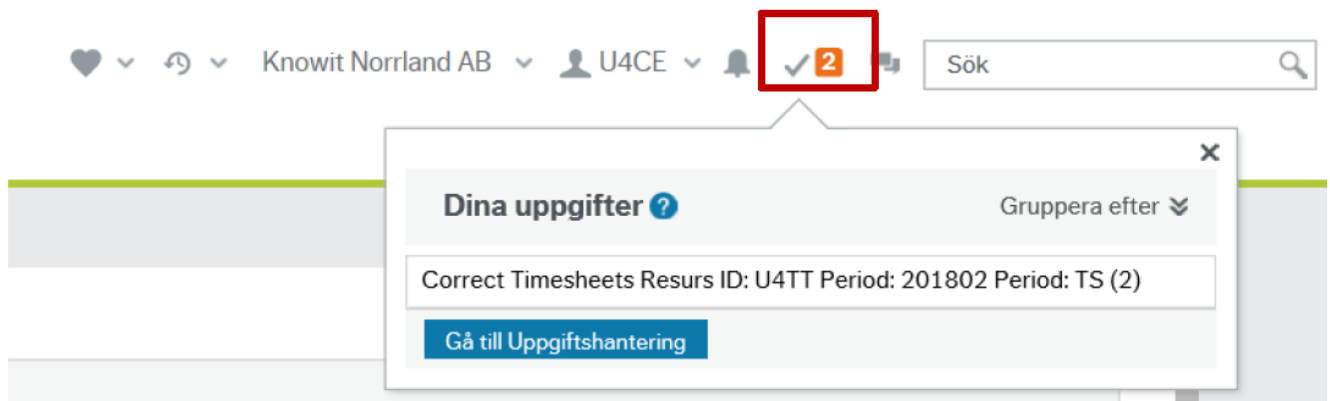 Knowit Norrland AB U4CE 2 Sök
Dina uppgifter ? Gruppera efter
Correct Timesheets Resurs ID: U4TT Period: 201802 Period: TS (2)
Gå till Uppgiftshantering